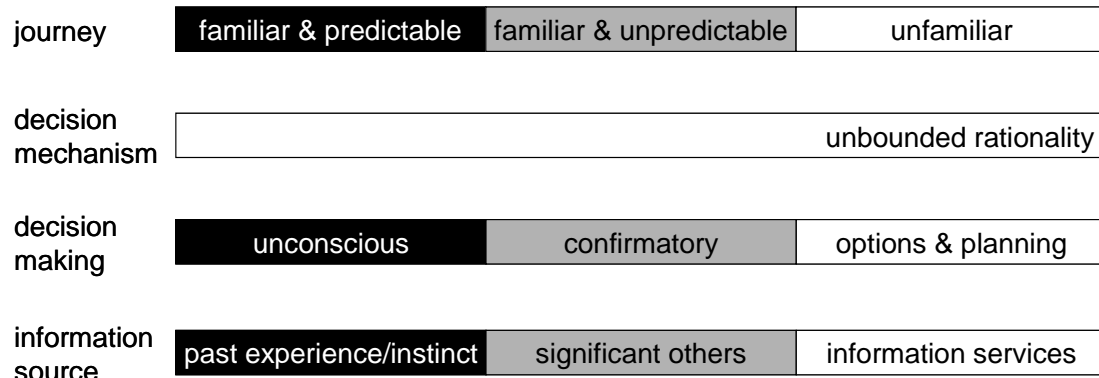 journey
familiar & predictable
familiar & unpredictable
unfamiliar
decision
mechanism
unbounded rationality
decision
making
unconscious
confirmatory
options & planning
information
source
past experience/instinct
significant others
information services